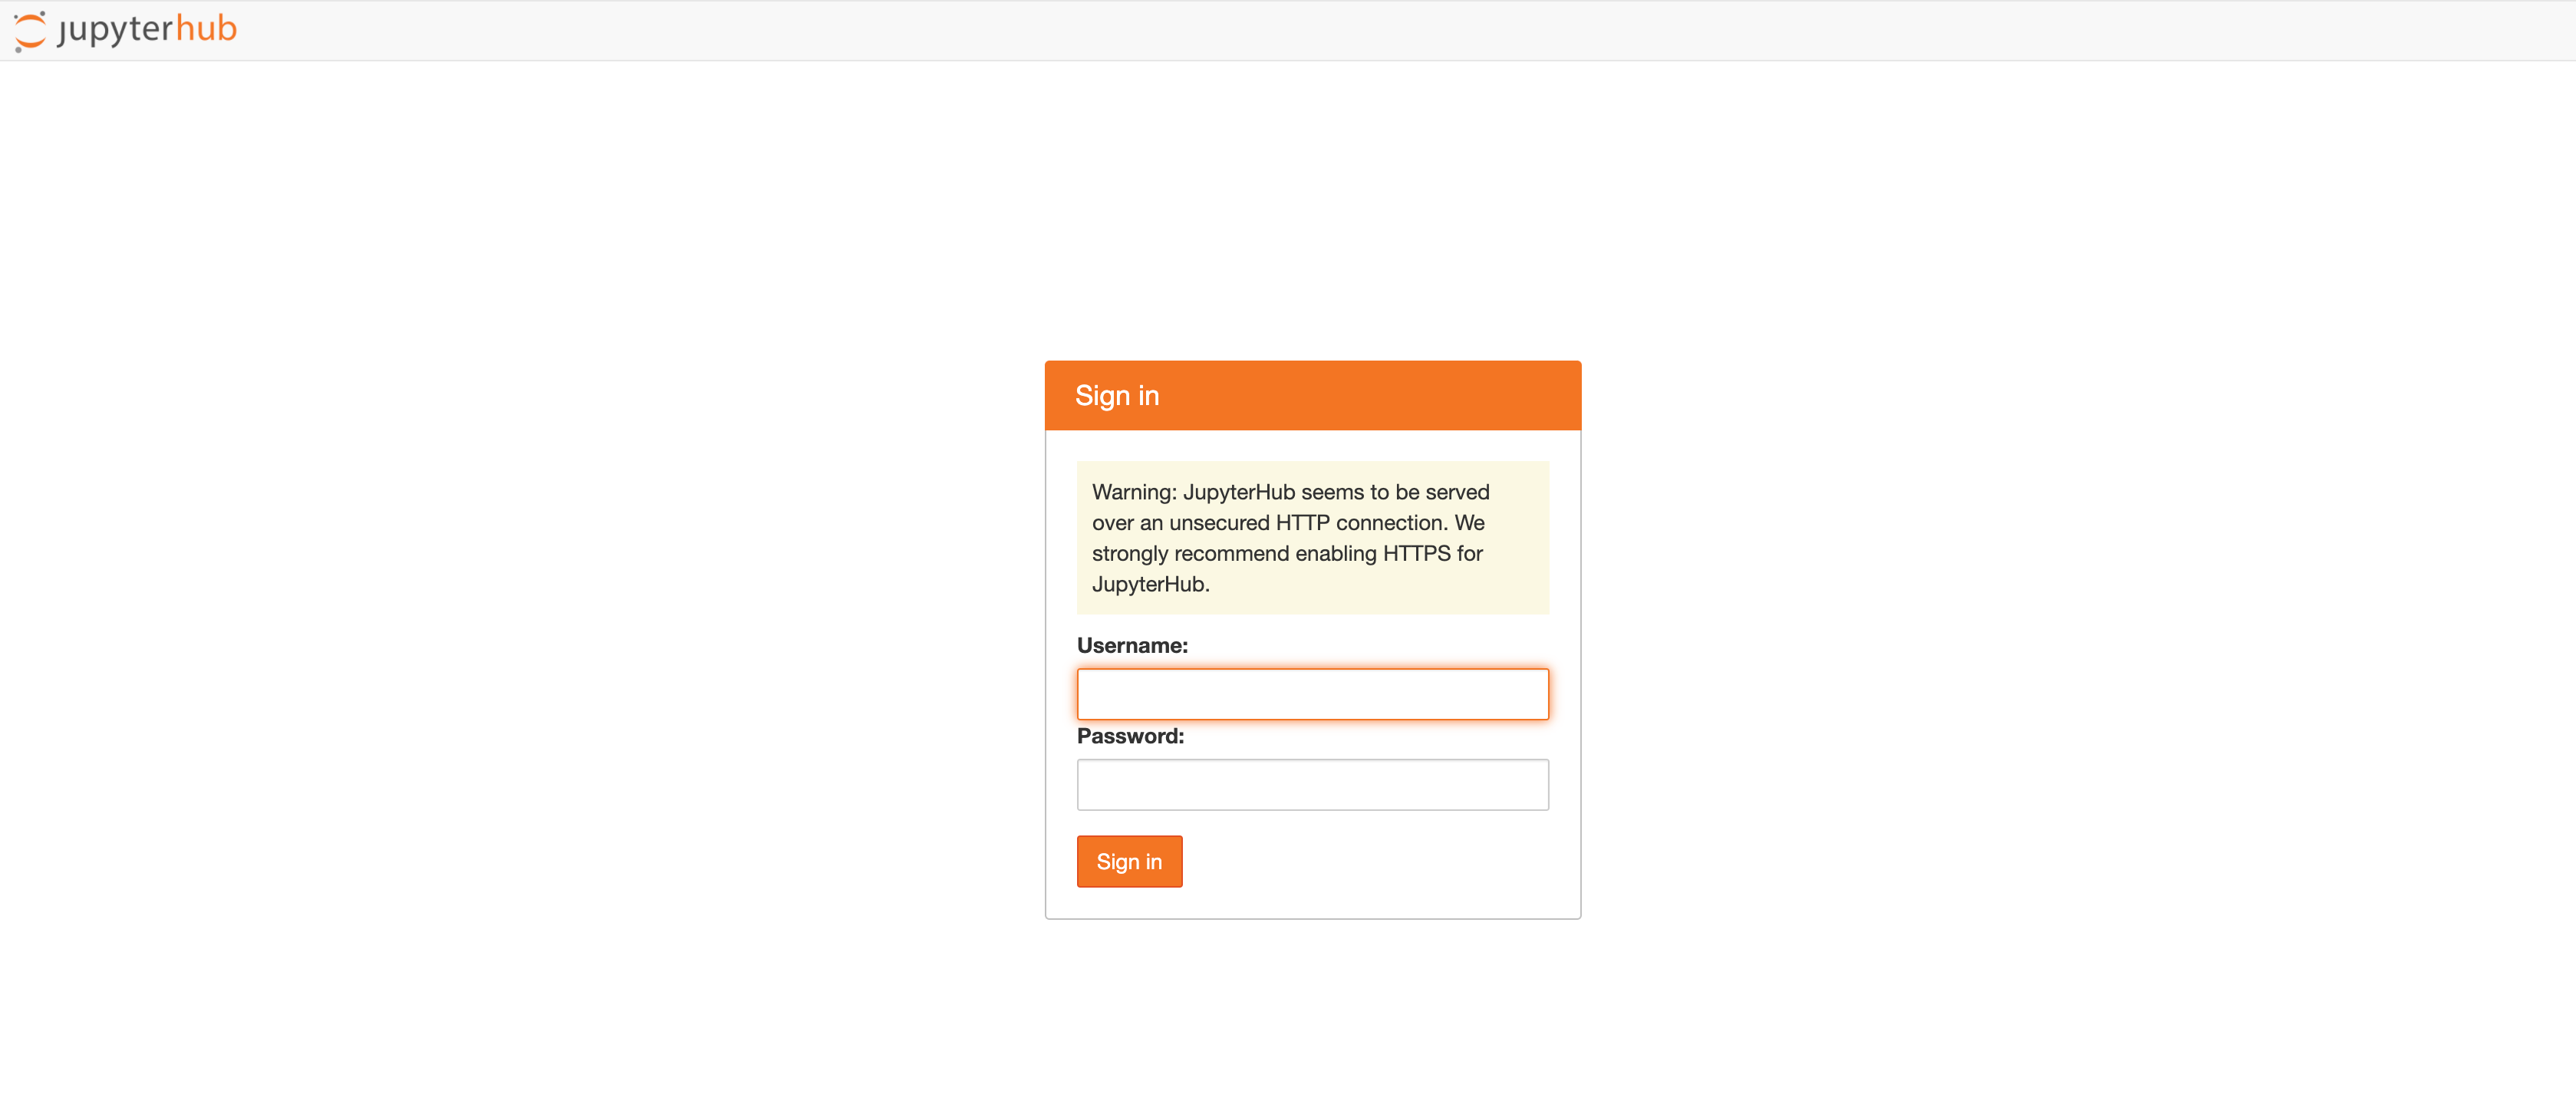 jupyterhub
Sign in
Warning: JupyterHub seems to be served
over an unsecured HTTP connection. We
strongly recommend enabling HTTPS for
JupyterHub.
Username:
Password:
Sign in